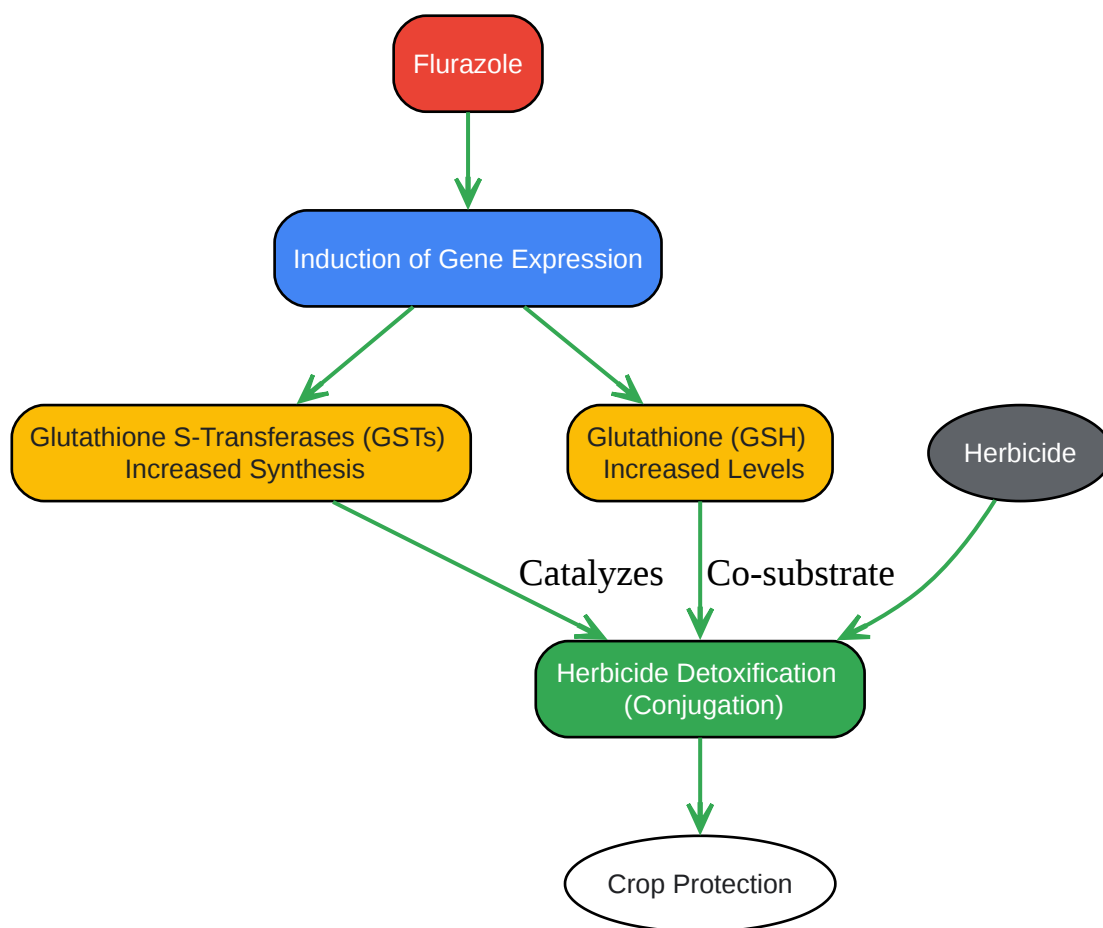 Flurazole
Induction of Gene Expression
Glutathione S-Transferases (GSTs)
Increased Synthesis
Glutathione (GSH)
Increased Levels
Herbicide
Catalyzes
Co-substrate
Herbicide Detoxification
(Conjugation)
Crop Protection